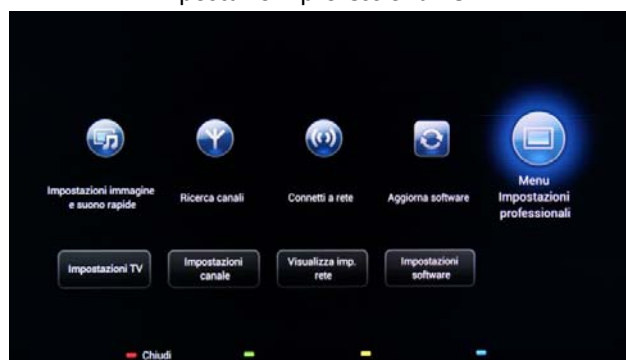 Impostazioni immagine
e suono rapide
Ricerca canali
Connetti a rete
Aggiorna software
Menu
Impostazioni
professionali
Impostazioni TV
Impostazioni
canale
Visualizza imp.
rete
Impostazioni
software
Chiudi